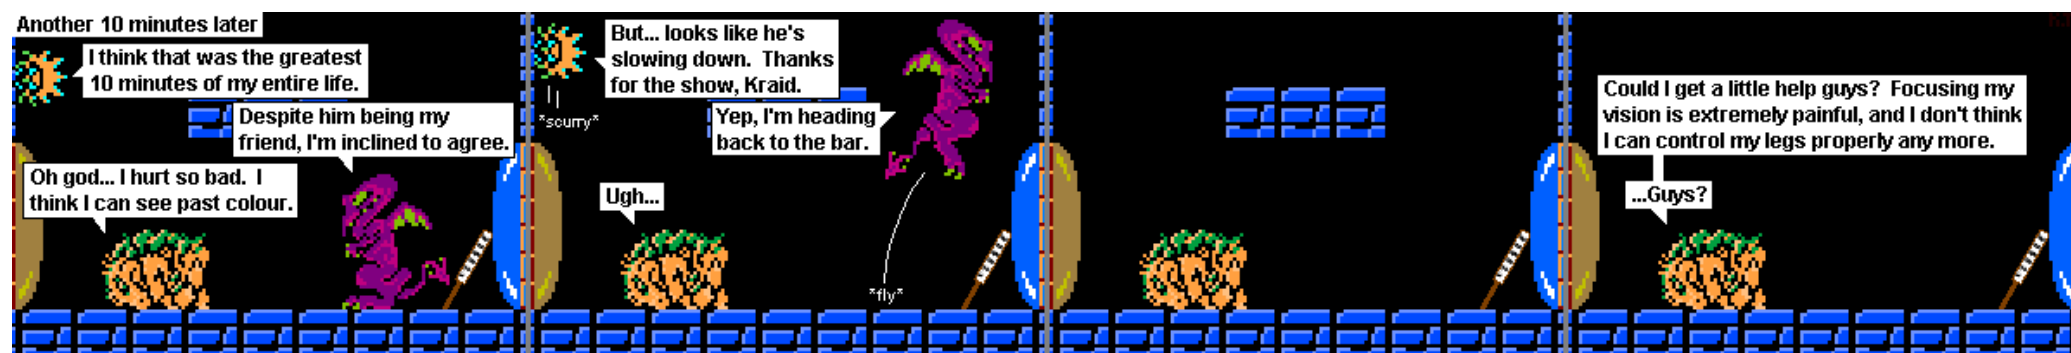 Another 10 minutes later
I think that was the greatest
10 minutes of my entire life.
Despite him being my
friend, I'm inclined to agree.
Oh god... I hurt so bad.  I
think I can see past colour.
But... looks like he's
slowing down.  Thanks
for the show, Kraid.
*scurry*
Yep, I'm heading
back to the bar.
Ugh...
*fly*
Could I get a little help guys?  Focusing my
vision is extremely painful, and I don't think
I can control my legs properly any more.
...Guys?